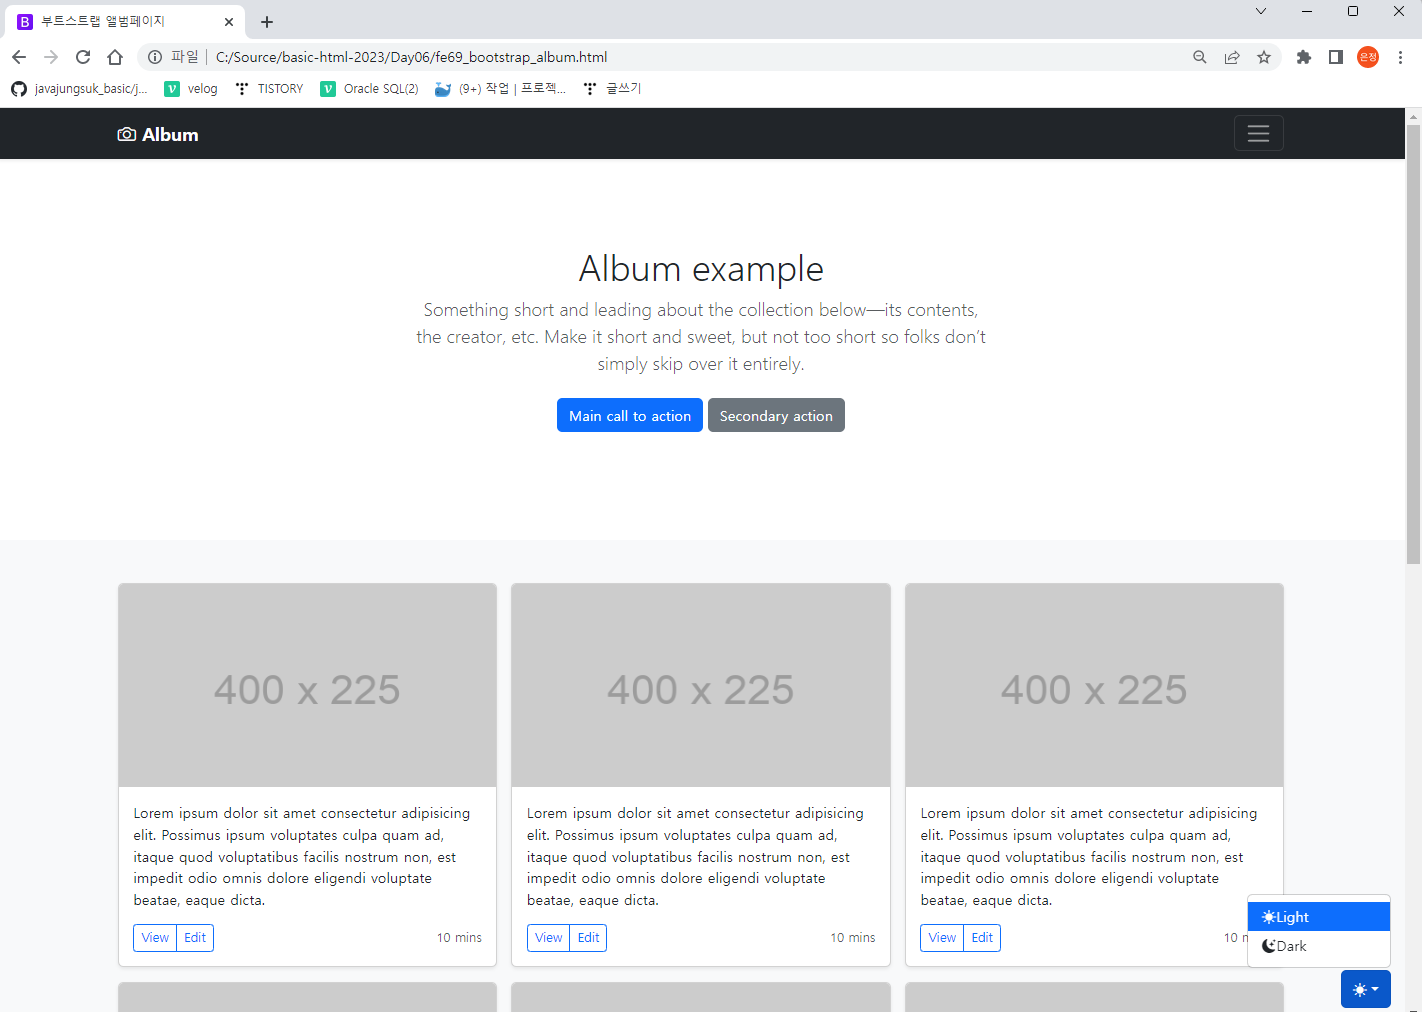 부트스트랩 앨범페이지
파일 C:/Source/basic-html-2023/Day06/fe69_bootstrap_album.html
은정
javajungsuk_basic/j... velog TISTORY Oracle SQL(2) (9+) 작업 | 프로젝... 글쓰기
Album
Album example
Something short and leading about the collection below—its contents,
the creator, etc. Make it short and sweet, but not too short so folks don’t
simply skip over it entirely.
Main call to action Secondary action
400 x 225 400 x 225 400 x 225
Lorem ipsum dolor sit amet consectetur adipisicing
elit. Possimus ipsum voluptates culpa quam ad,
itaque quod voluptatibus facilis nostrum non, est
impedit odio omnis dolore eligendi voluptate
beatae, eaque dicta.
View Edit 10 mins
Lorem ipsum dolor sit amet consectetur adipisicing
elit. Possimus ipsum voluptates culpa quam ad,
itaque quod voluptatibus facilis nostrum non, est
impedit odio omnis dolore eligendi voluptate
beatae, eaque dicta.
View Edit 10 mins
Lorem ipsum dolor sit amet consectetur adipisicing
elit. Possimus ipsum voluptates culpa quam ad,
itaque quod voluptatibus facilis nostrum non, est
impedit odio omnis dolore eligendi voluptate
beatae, eaque dicta.
View Edit 10
Light
Dark